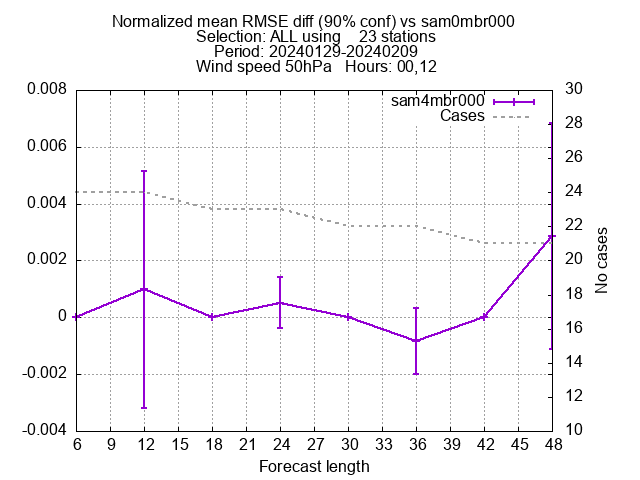 Normalized mean RMSE diff (90% conf) vs sam0mbr000
Selection: ALL using    23 stations
Period: 20240129-20240209
Wind speed 50hPa   Hours: 00,12
sam4mbr000
Cases
0.008
0.006
0.004
0.002
0
-0.002
-0.004
30
28
26
24
22
20
18
16
14
12
10
No cases
6 9 12 15 18 21 24 27 30 33 36 39 42 45 48
Forecast length